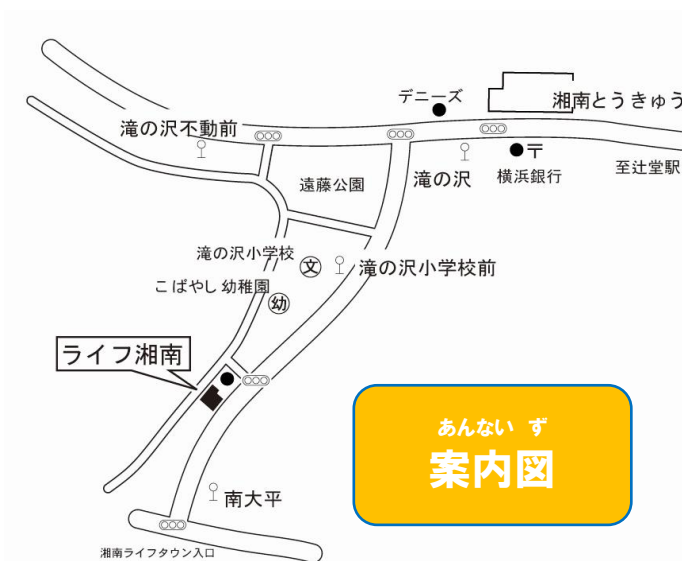 デニーズ
湘南とうきゅう
滝の沢不動前
〒
遠藤公園
滝の沢
横浜銀行
至辻堂駅
滝の沢小学校
文
滝の沢小学校前
こばやし幼稚園
幼
ライフ湘南
あんない ず
案内図
南大平
湘南ライフタウン入口